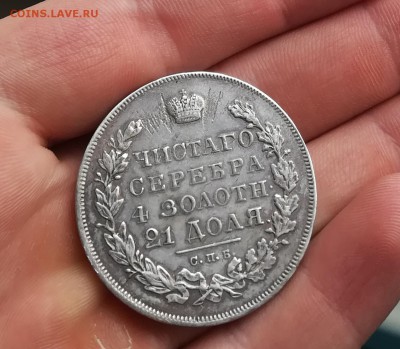 COINS.LAVE.RU
ЧИСТАГО
СЕРЕБРА
4 ЗОЛОТН.
21 ДОЛЯ.
С.П.Б